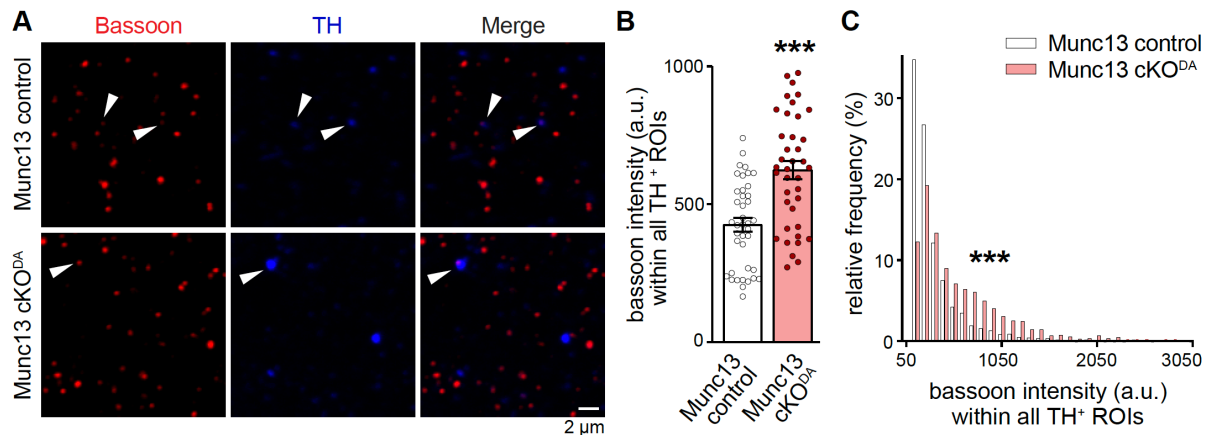 A
Bassoon
TH
Merge
Munc13 control
Munc13 cKO^DA
2 µm
B
***
bassoon intensity (a.u.)
within all TH⁺ ROIs
1000
500
0
Munc13
control
Munc13
cKO^DA
C
Munc13 control
Munc13 cKO^DA
relative frequency (%)
30
20
10
0
***
50
1050
2050
3050
bassoon intensity (a.u.)
within all TH⁺ ROIs